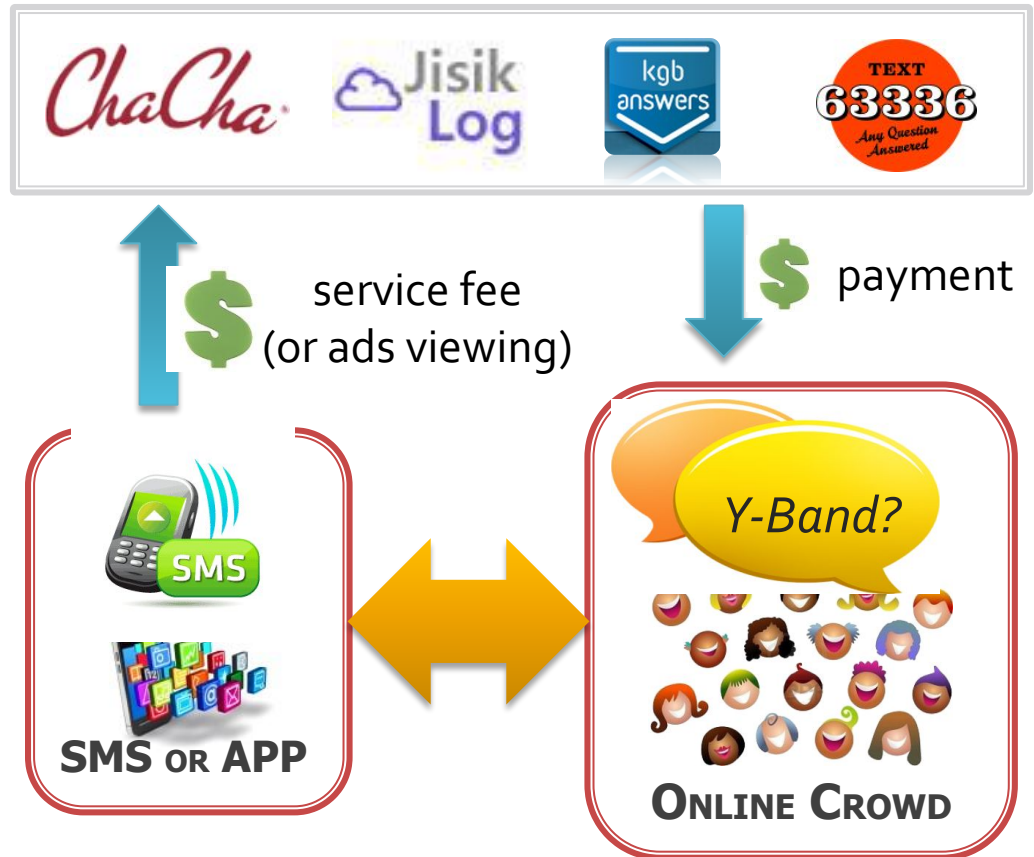 ChaCha
Jisik
Log
kgb
answers
TEXT
63336
Any Question
Answered
$ service fee
(or ads viewing)
$ payment
Y-Band?
SMS
SMS OR APP
ONLINE CROWD